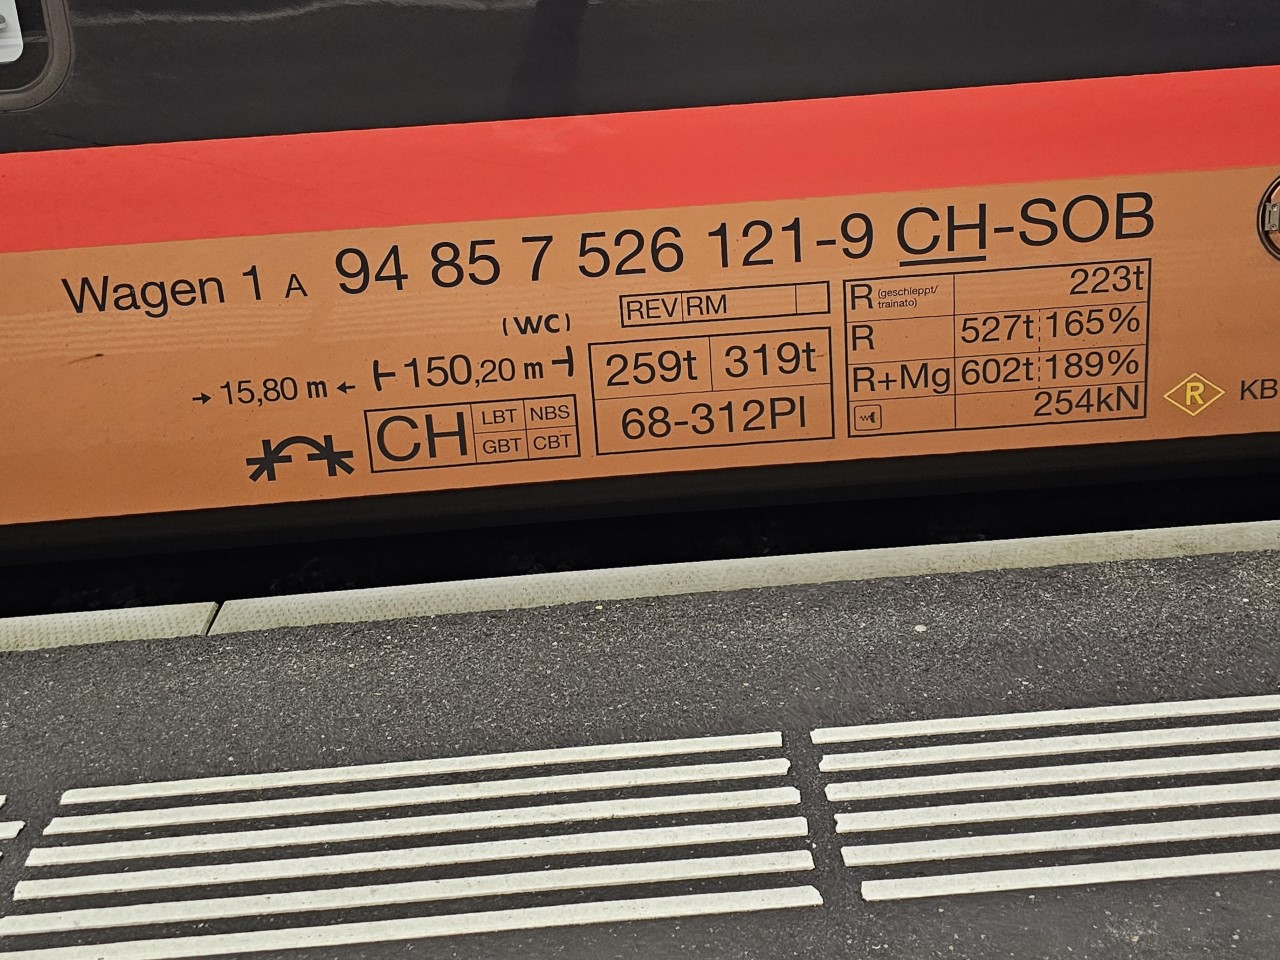 Wagen 1 A 94 85 7 526 121-9 CH-SOB
(WC)
→ 15,80 m ←
150,20 m
CH
LBT NBS
GBT CBT
REV RM
259t 319t
68-312Pl
R (geschleppt/
trainato) 223t
R 527t 165%
R+Mg 602t 189%
254kN
R
KB